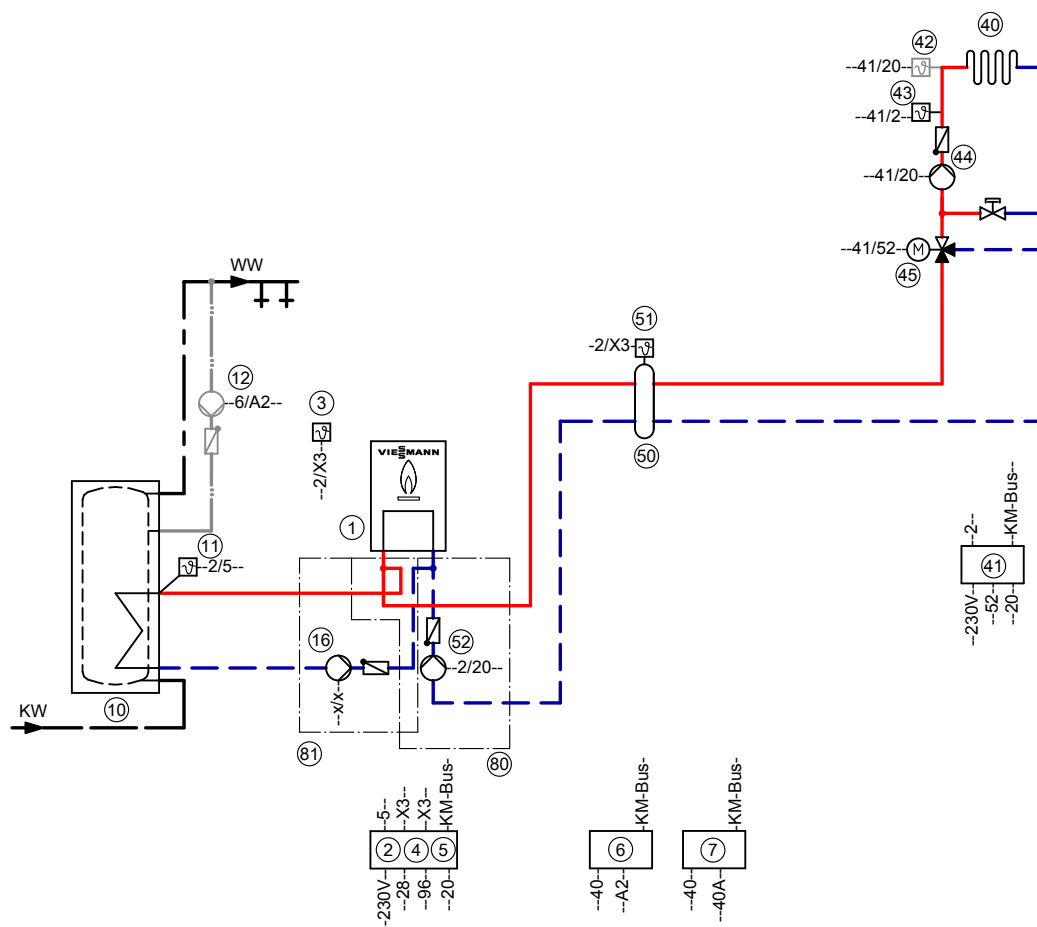 40
42
--41/20--
43
--41/2--
44
--41/20--
--41/52--
M
45
WW
51
-2/X3-
12
--6/A2--
3
--2/X3---
VIESMANN
50
1
11
--2/5--
41
--2--
-KM-Bus--
--230V--
--52--
--20--
16
52
--2/20--
--x/x--
10
KW
81
80
--5--
--X3--
--X3--
-KM-Bus-
2
4
5
-230V--
--28--
--96--
--20--
-KM-Bus-
6
--40--
--A2---
-KM-Bus-
7
--40--
--40A--